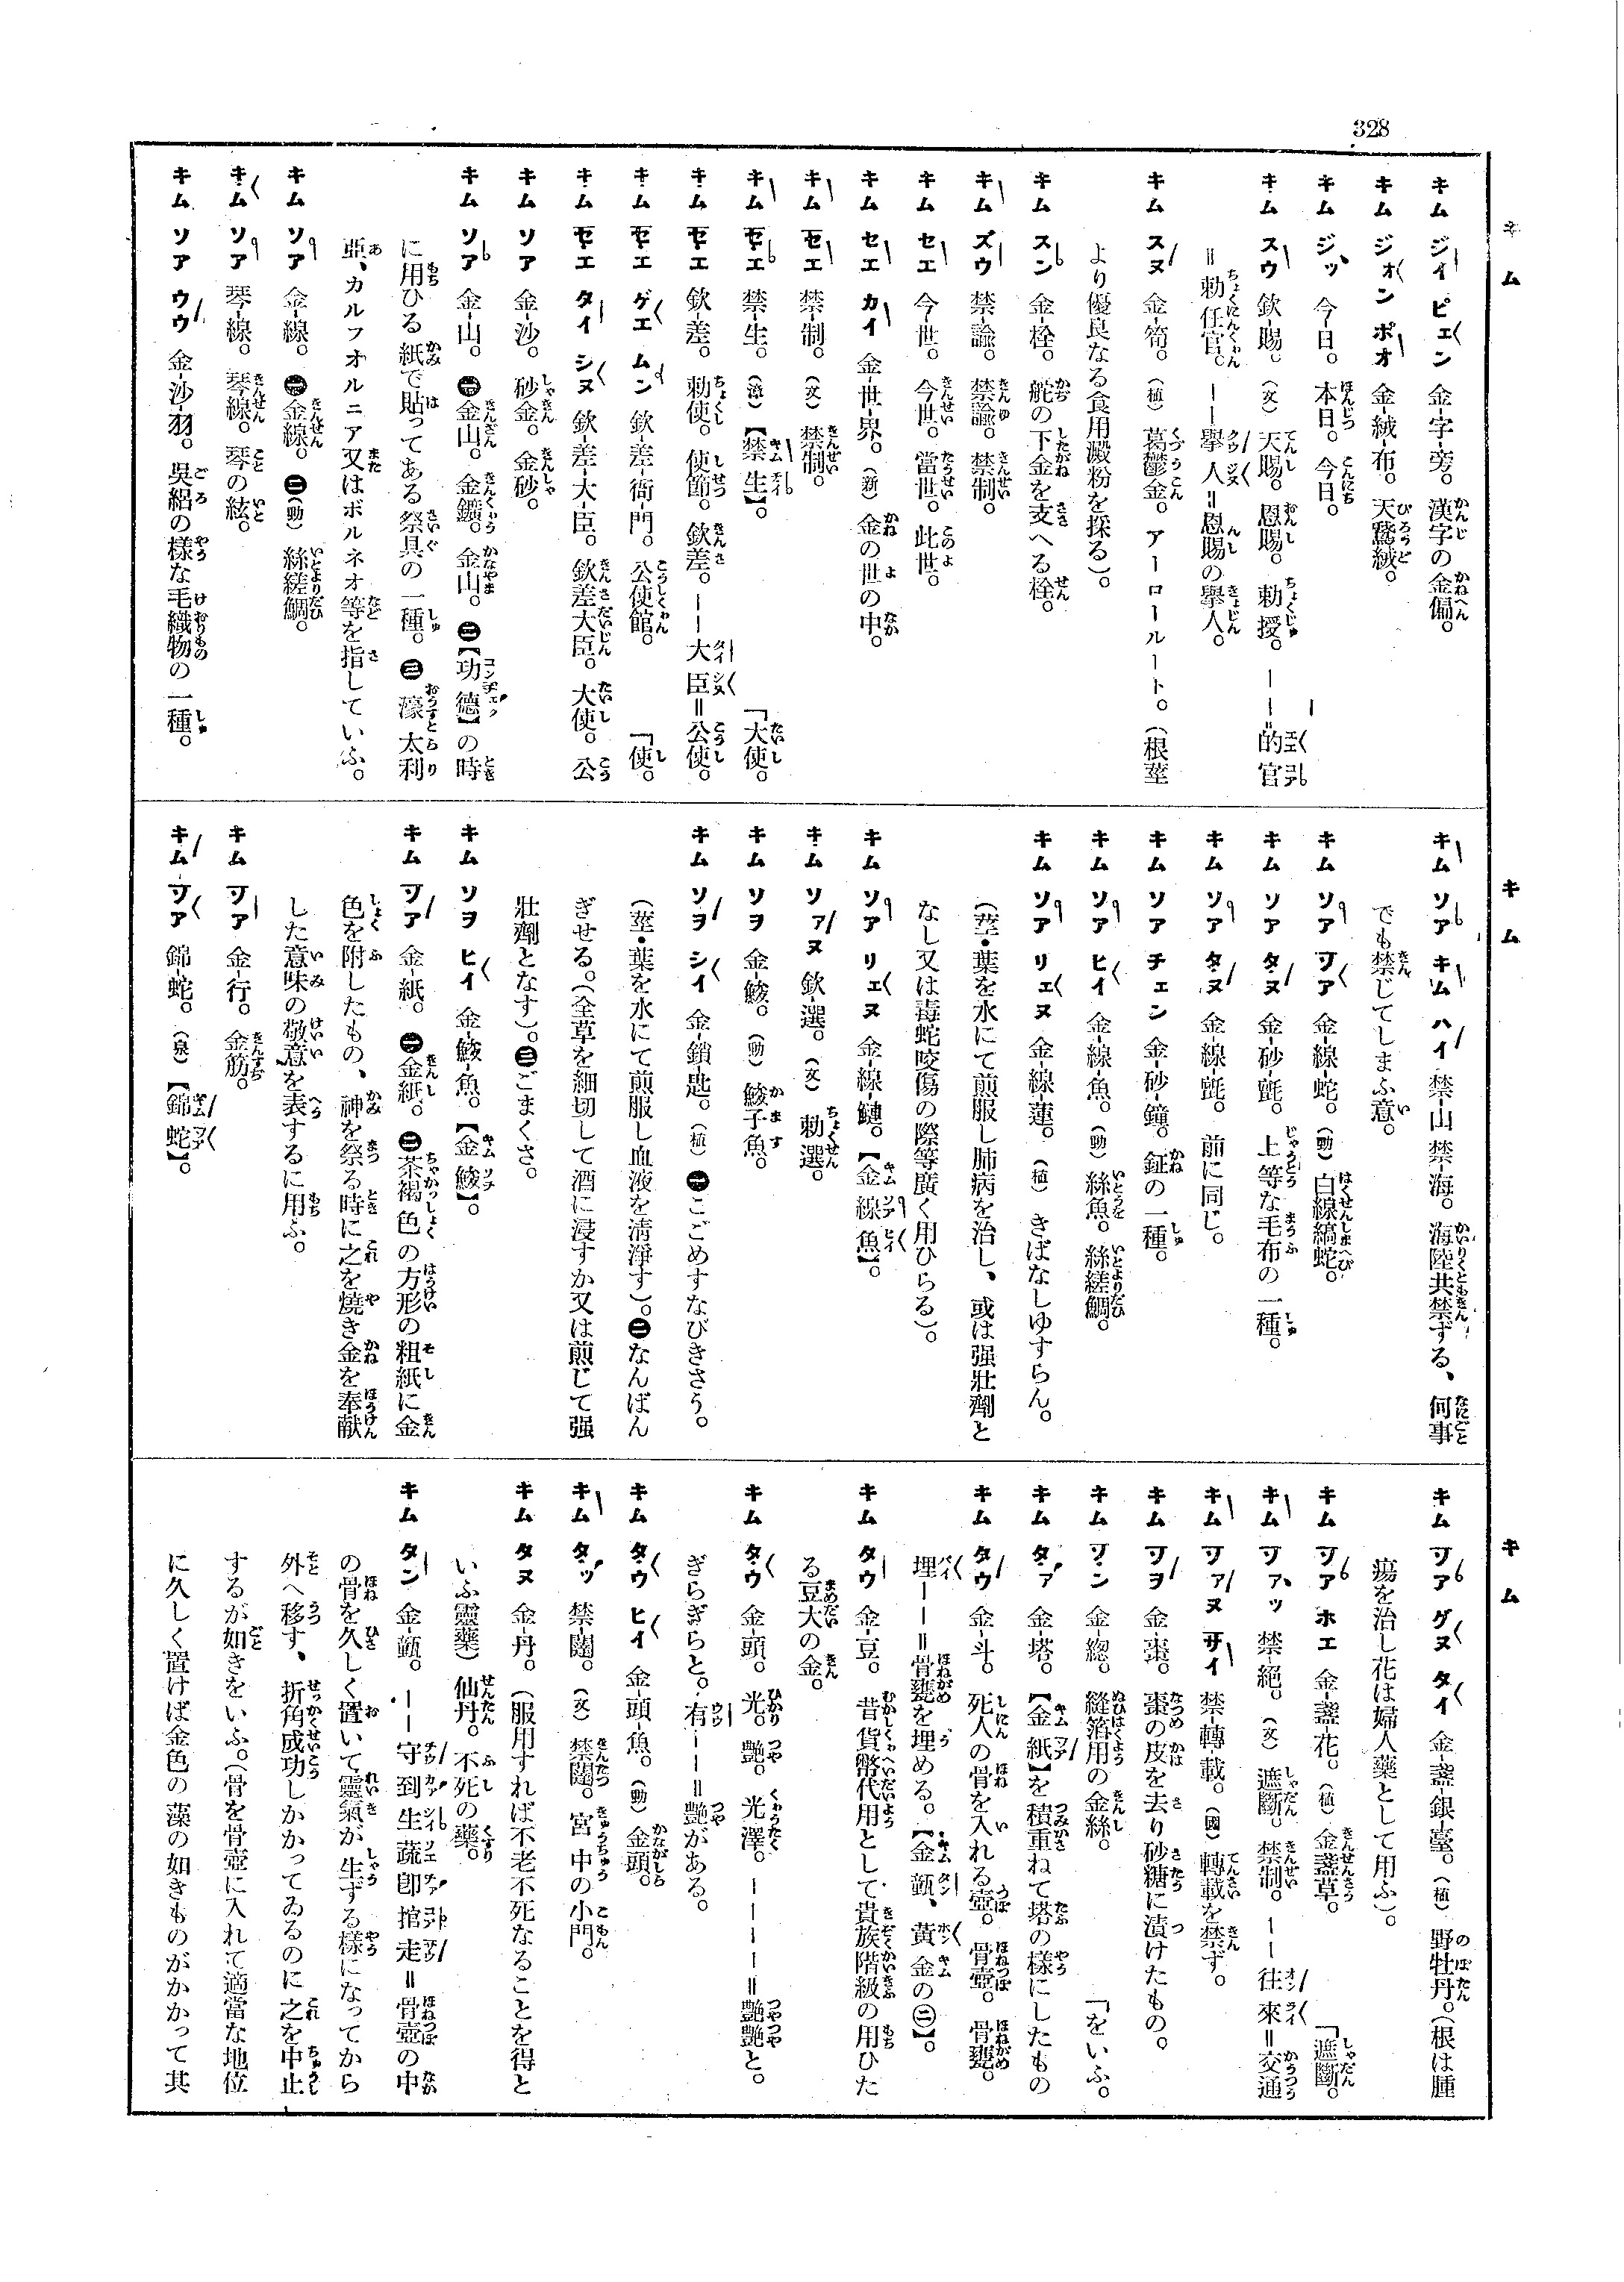 328
キム
キム ジイ ピェン 金-字-旁。漢字の金偏。
キム ジォン ポオ 金-絨-布。天鵞絨。
キム ジッ 今-日。本日。今日。
キム スウ 欽-賜。(文)天賜。恩賜。勅授。——=的官
=勅任官。——擧人=恩賜の擧人。
キム スヌ 金-筍。(植)葛鬱金。アーロールート。(根莖
より優良なる食用澱粉を採る)。
キム スン 金-栓。舵の下金を支へる栓。
キム ズウ 禁-諭。禁諭。禁制。
キム セエ 今-世。今世。當世。此世。
キム セエ カイ 金-世-界。(新)金の世の中。
キム セエ 禁-制。(文)禁制。
キム セエ 禁-生。(漳)【禁生】。「大使。
キム セエ 欽-差。勅使。使節。欽差。——大臣=公使。
キム セエ ゲエ ムン 欽-差-衙-門。公使館。「使。
キム セエ タイ シヌ 欽-差-大-臣。欽差大臣。大使。公
キム ソア 金-沙。砂金。金砂。
キム ソア 金-山。㊀金山。金鑛。金山。㊁【功德】の時
に用ひる紙で貼ってある祭具の一種。㊂濠太利
亞、カルフオルニア又はボルネオ等を指していふ。
キム ソア 金-線。㊀金線。㊁(動)絲縒鯛。
キム ソア 琴-線。琴線。琴の絃。
キム ソア ウウ 金-沙-羽。吳絽の樣な毛織物の一種。
キム
キム ソア キム ハイ 禁-山 禁-海。海陸共禁ずる、何事
でも禁じてしまふ意。
キム ソア ツァ 金-線-蛇。(動)白線縞蛇。
キム ソア タヌ 金-砂-氈。上等な毛布の一種。
キム ソア タヌ 金-線-氈。前に同じ。
キム ソア チェン 金-砂-鐘。鉦の一種。
キム ソア ヒイ 金-線-魚。(動)絲魚。絲縒鯛。
キム ソア リェヌ 金-線-蓮。(植)きばなしゆすらん。
(莖・葉を水にて煎服し肺病を治し、或は强壯劑と
なし又は毒蛇咬傷の際等廣く用ひらる)。
キム ソア リェヌ 金-線-鰱。【金線魚】。
キム ソァヌ 欽-選。(文)勅選。
キム ソヲ 金-鮻。(動)鮻子魚。
キム ソヲ シイ 金-鎖-匙。(植)㊀こごめすなびきさう。
(莖・葉を水にて煎服し血液を淸淨す)。㊁なんばん
ぎせる。(全草を細切して酒に浸すか又は煎じて强
壯劑となす)。㊂ごまくさ。
キム ソヲ ヒイ 金-鮻-魚。【金鮻】。
キム ツァ 金-紙。㊀金紙。㊁茶褐色の方形の粗紙に金
色を附したもの、神を祭る時に之を燒き金を奉献
した意味の敬意を表するに用ふ。
キム ツァ 金-行。金筋。
キム ツァ 錦-蛇。(泉)【錦蛇】。
キム
キム ツァ グヌ タイ 金-盞-銀-臺。(植)野牡丹。(根は腫
瘍を治し花は婦人藥として用ふ)。
キム ツァ ホエ 金-盞-花。(植)金盞草。「遮斷。
キム ツァッ 禁-絕。(文)遮斷。禁制。——往來=交通
キム ツァヌ サイ 禁-轉-載。(國)轉載を禁ず。
キム ツヲ 金-棗。棗の皮を去り砂糖に漬けたもの。
キム ツン 金-總。縫箔用の金絲。「をいふ。
キム タァ 金-塔。【金紙】を積重ねて塔の樣にしたもの
キム タウ 金-斗。死人の骨を入れる壺。骨壺。骨甕。
埋——=骨甕を埋める。【金甀、黃金の㊁】。
キム タウ 金-豆。昔貨幣代用として貴族階級の用ひた
る豆大の金。
キム タウ 金-頭。光。艷。光澤。————=艷艷と。
ぎらぎらと。有——=艷がある。
キム タウ ヒイ 金-頭-魚。(動)金頭。
キム タッ 禁-闥。(文)禁闥。宮中の小門。
キム タヌ 金-丹。(服用すれば不老不死なることを得と
いふ靈藥)仙丹。不死の藥。
キム タン 金-甀。——守到生蔬卽捾走=骨壺の中
の骨を久しく置いて靈氣が生ずる樣になってから
外へ移す、折角成功しかかってゐるのに之を中止
するが如きをいふ。(骨を骨壺に入れて適當な地位
に久しく置けば金色の藻の如きものがかかって其